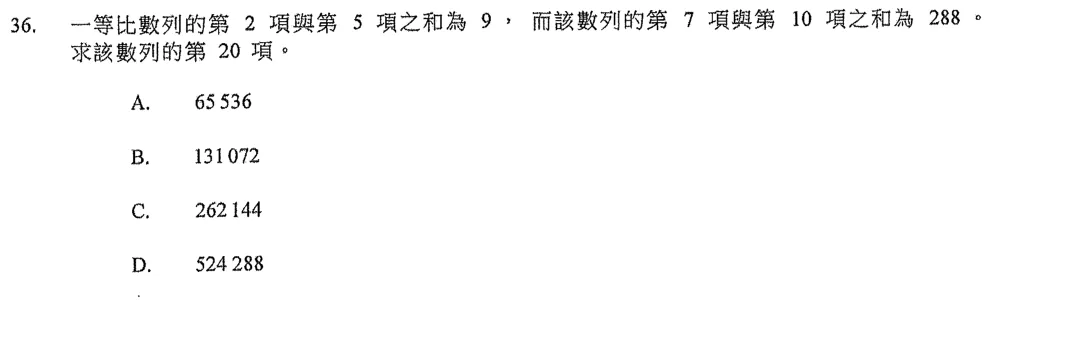 36. 一等比數列的第 2 項與第 5 項之和為 9 ， 而該數列的第 7 項與第 10 項之和為 288 。
求該數列的第 20 項。
A. 65 536
B. 131 072
C. 262 144
D. 524 288